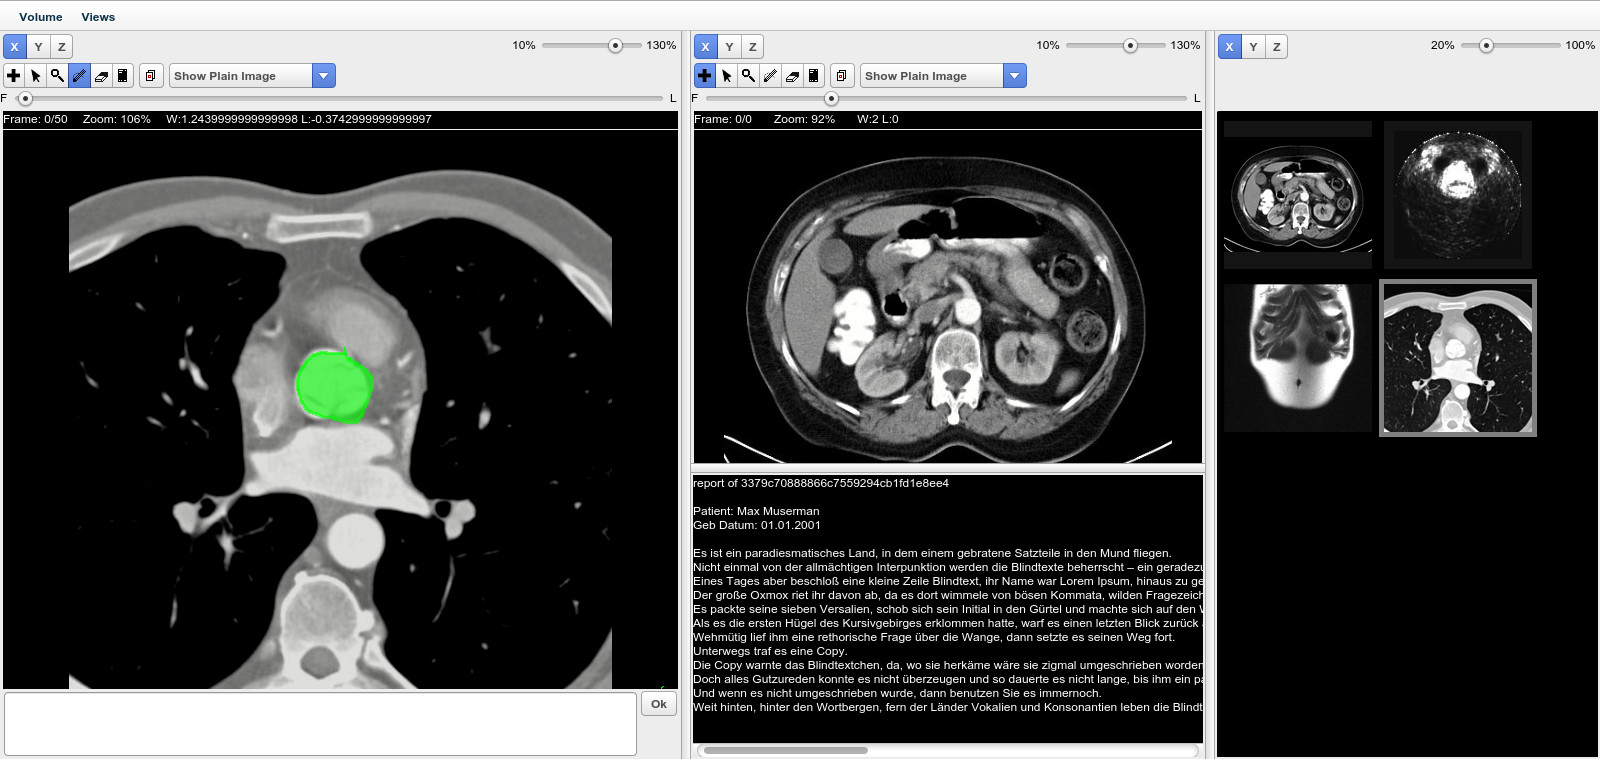 Volume Views
X Y Z
10% 130%
Show Plain Image
F L
Frame: 0/50 Zoom: 106% W:1.2439999999999998 L:-0.3742999999999997
Ok
X Y Z
10% 130%
Show Plain Image
F L
Frame: 0/0 Zoom: 92% W:2 L:0
report of 3379c70888866c7559294cb1fd1e8ee4
Patient: Max Muserman
Geb Datum: 01.01.2001
Es ist ein paradiesmatisches Land, in dem einem gebratene Satzteile in den Mund fliegen.
Nicht einmal von der allmächtigen Interpunktion werden die Blindtexte beherrscht – ein geradezu
Eines Tages aber beschloß eine kleine Zeile Blindtext, ihr Name war Lorem Ipsum, hinaus zu ge
Der große Oxmox riet ihr davon ab, da es dort wimmele von bösen Kommata, wilden Fragezeich
Es packte seine sieben Versalien, schob sich sein Initial in den Gürtel und machte sich auf den W
Als es die ersten Hügel des Kursivgebirges erklommen hatte, warf es einen letzten Blick zurück
Wehmütig lief ihm eine rethorische Frage über die Wange, dann setzte es seinen Weg fort.
Unterwegs traf es eine Copy.
Die Copy warnte das Blindtextchen, da, wo sie herkäme wäre sie zigmal umgeschrieben worden
Doch alles Gutzureden konnte es nicht überzeugen und so dauerte es nicht lange, bis ihm ein pa
Und wenn es nicht umgeschrieben wurde, dann benutzen Sie es immernoch.
Weit hinten, hinter den Wortbergen, fern der Länder Vokalien und Konsonantien leben die Blindt
X Y Z
20% 100%